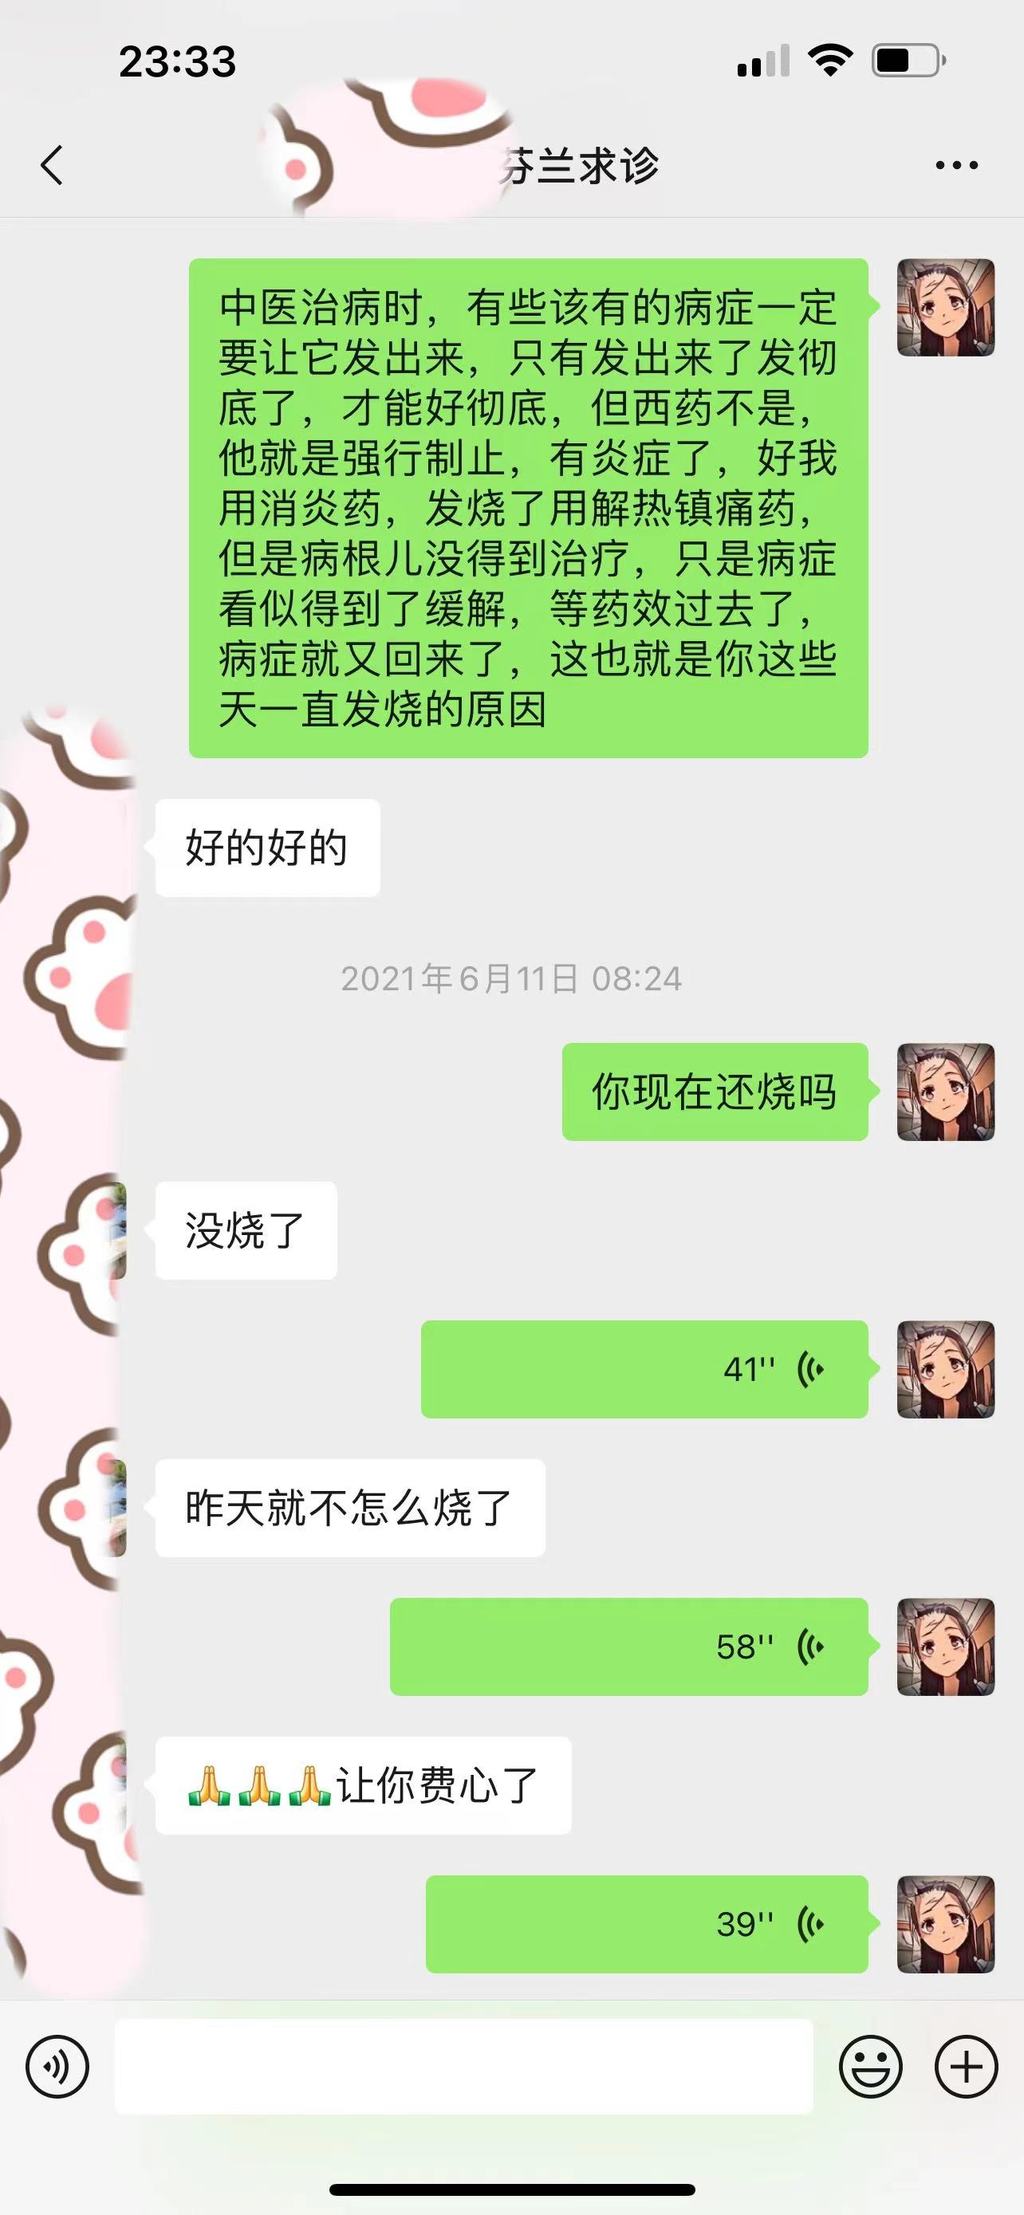 23:33
芬兰求诊
中医治病时，有些该有的病症一定
要让它发出来，只有发出来了发彻
底了，才能好彻底，但西药不是，
他就是强行制止，有炎症了，好我
用消炎药，发烧了用解热镇痛药，
但是病根儿没得到治疗，只是病症
看似得到了缓解，等药效过去了，
病症就又回来了，这也就是你这些
天一直发烧的原因
好的好的
2021年6月11日 08:24
你现在还烧吗
没烧了
41''
昨天就不怎么烧了
58''
🙏🙏🙏让你费心了
39''